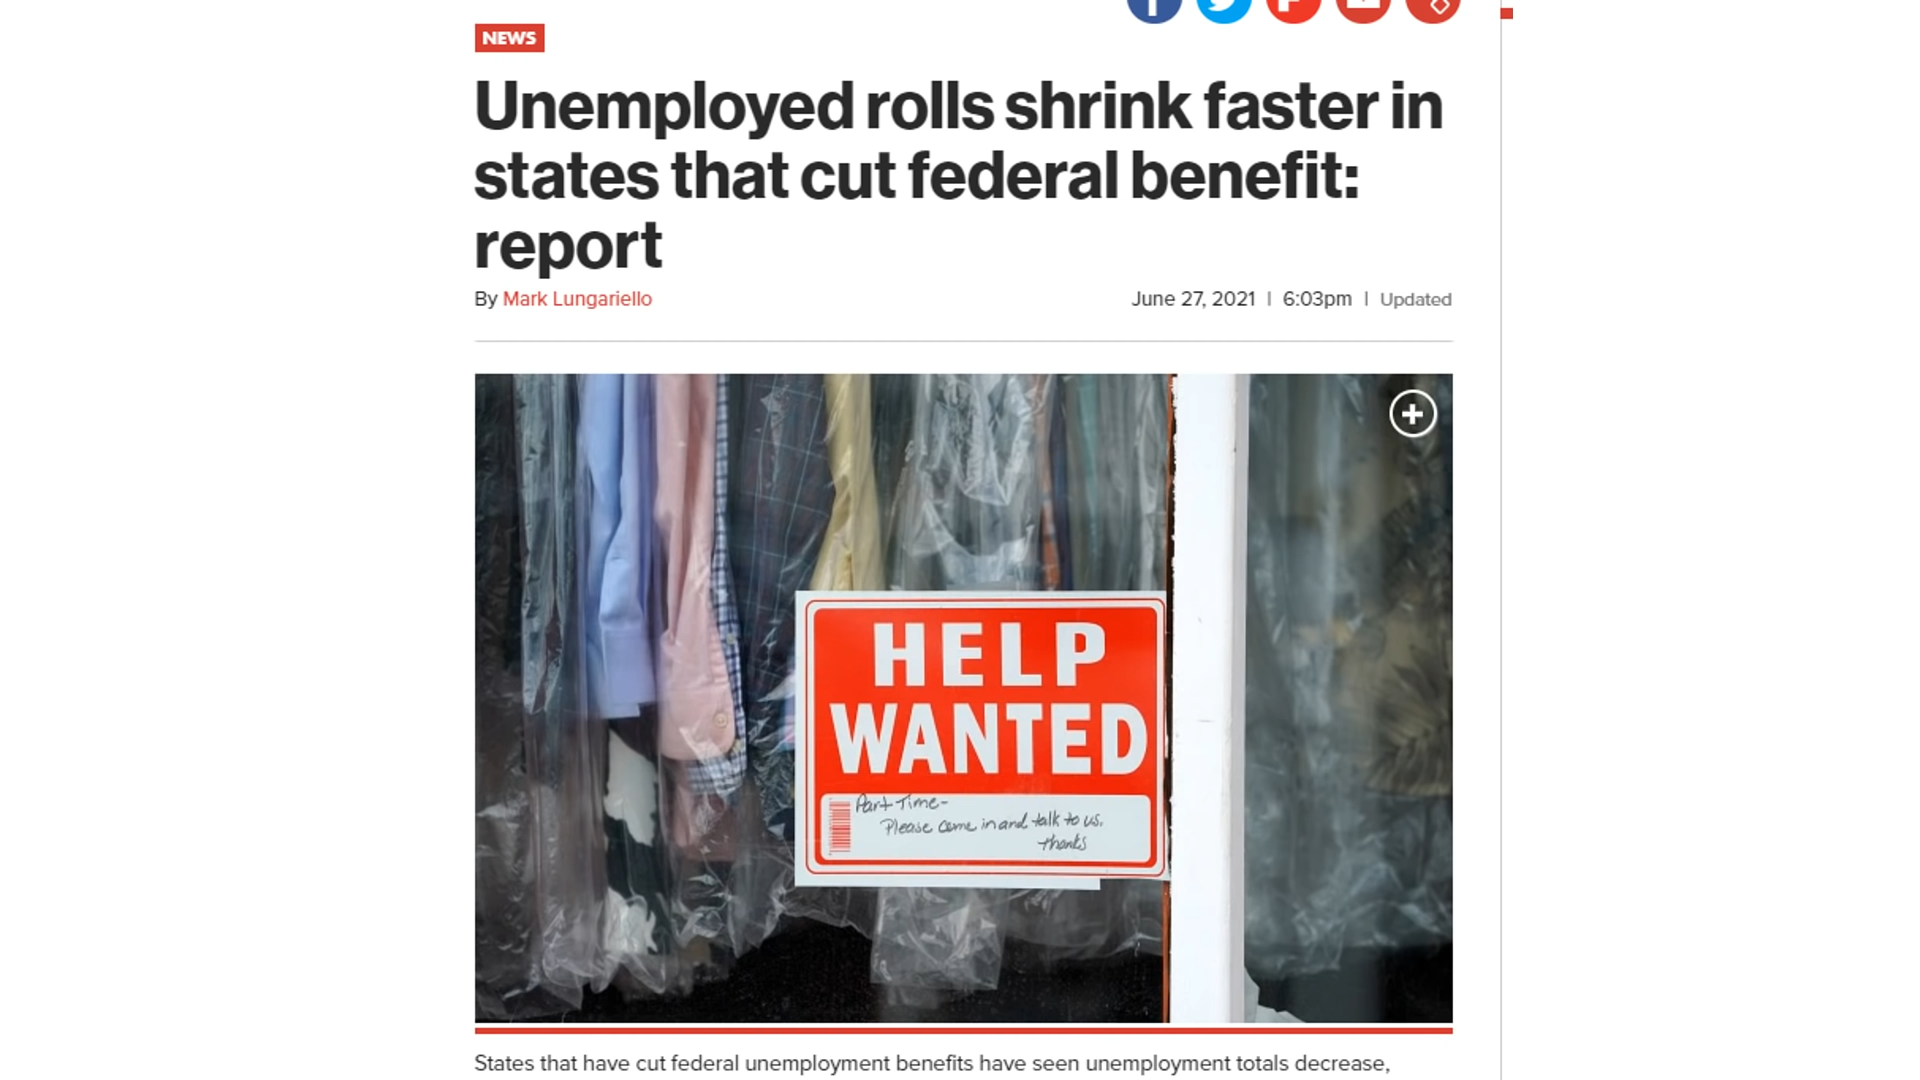 NEWS
Unemployed rolls shrink faster in
states that cut federal benefit:
report
By Mark Lungariello
June 27, 2021 | 6:03pm | Updated
HELP
WANTED
Part Time-
Please come in and talk to us.
thanks
States that have cut federal unemployment benefits have seen unemployment totals decrease,